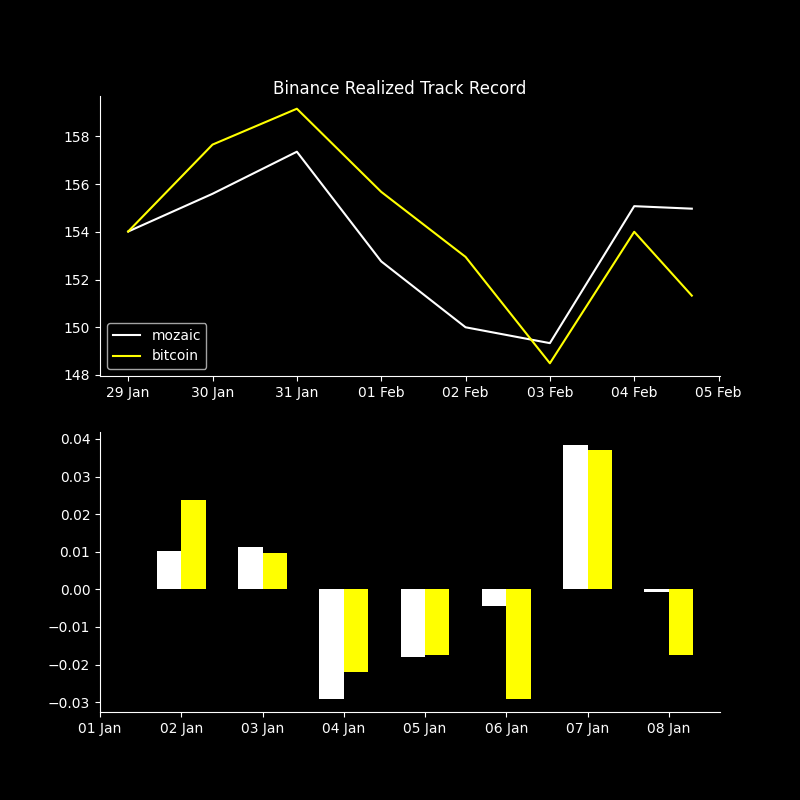 Binance Realized Track Record
158
156
154
152
150
148
mozaic
bitcoin
29 Jan 30 Jan 31 Jan 01 Feb 02 Feb 03 Feb 04 Feb 05 Feb
0.04
0.03
0.02
0.01
0.00
−0.01
−0.02
−0.03
01 Jan 02 Jan 03 Jan 04 Jan 05 Jan 06 Jan 07 Jan 08 Jan